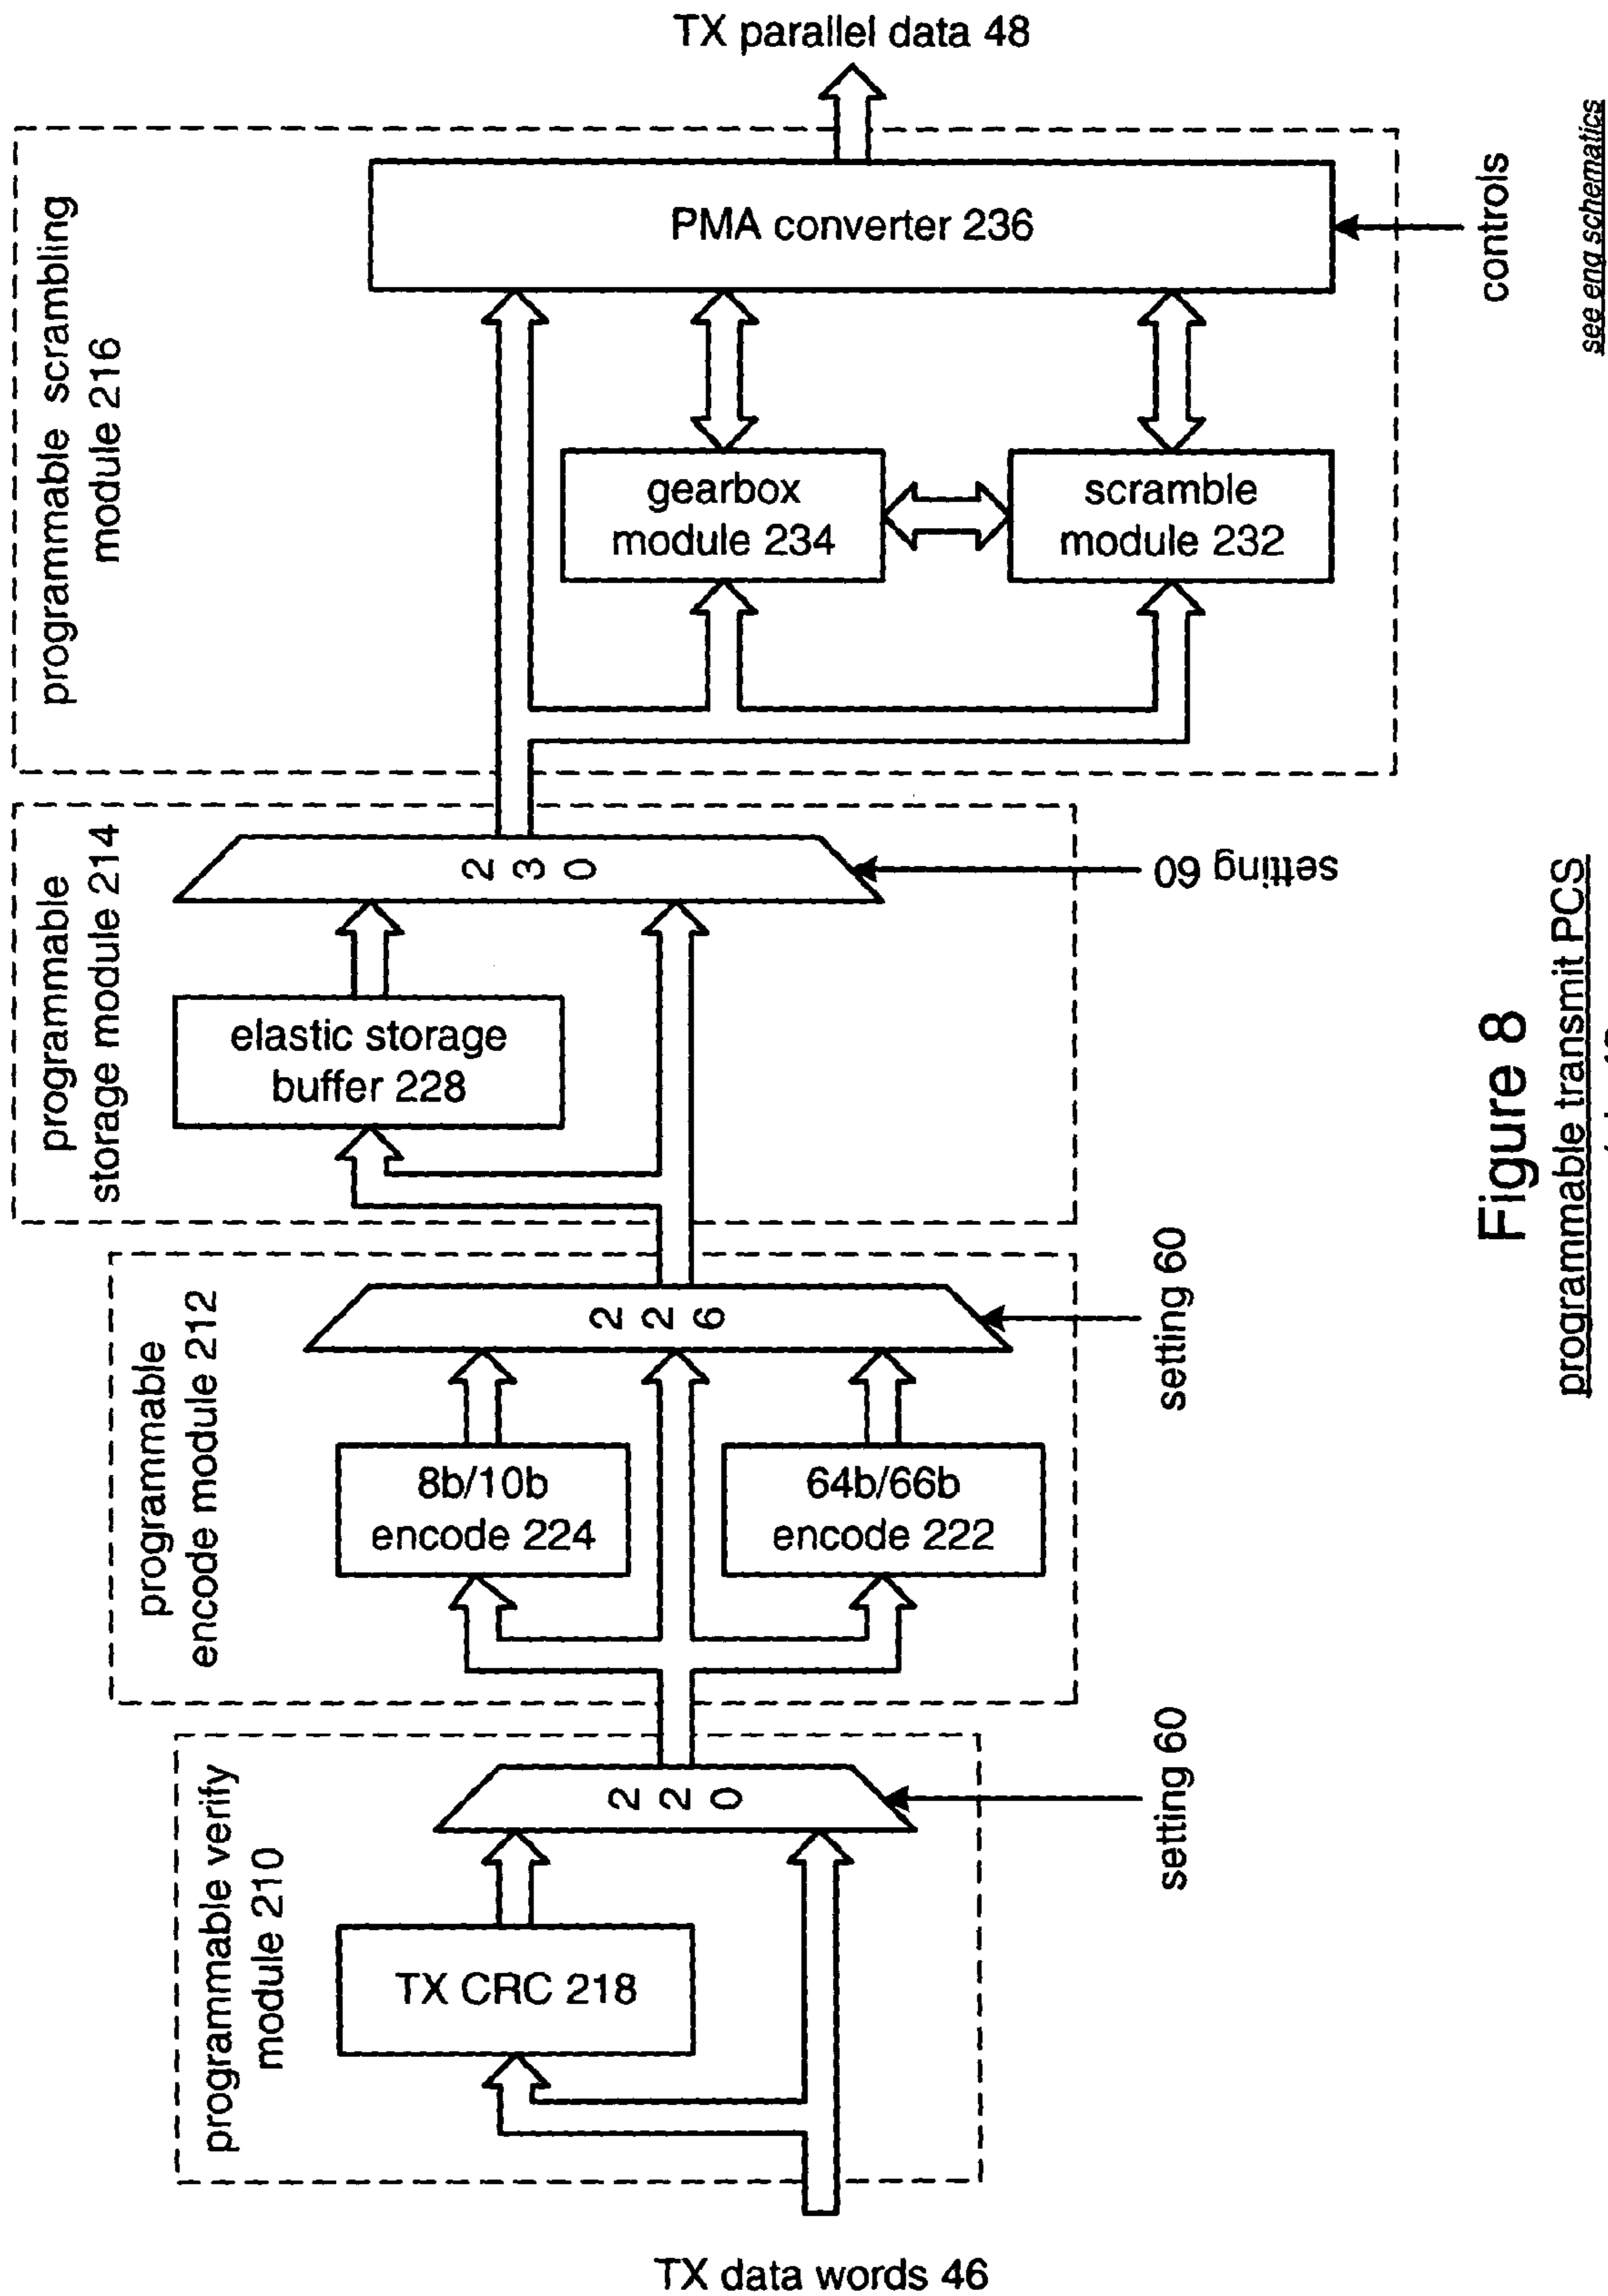 TX parallel data 48
programmable scrambling
module 216
PMA converter 236
controls
see eng schematics
gearbox
module 234
scramble
module 232
programmable
storage module 214
2 3 0
setting 60
elastic storage
buffer 228
programmable
encode module 212
2 2 6
setting 60
8b/10b
encode 224
64b/66b
encode 222
programmable verify
module 210
2 2 0
setting 60
TX CRC 218
TX data words 46
Figure 8
programmable transmit PCS